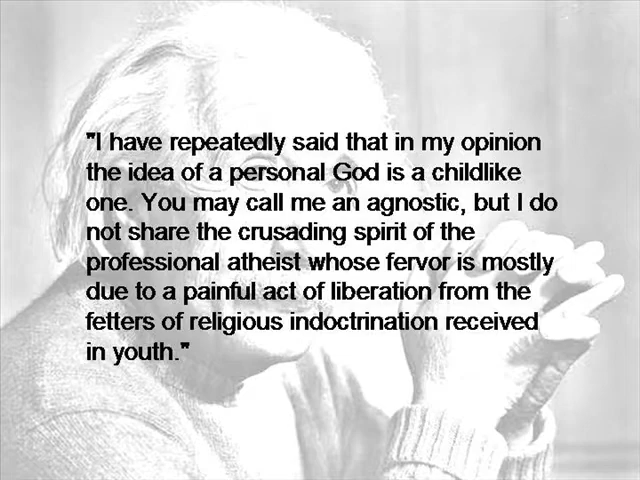 "I have repeatedly said that in my opinion
the idea of a personal God is a childlike
one. You may call me an agnostic, but I do
not share the crusading spirit of the
professional atheist whose fervor is mostly
due to a painful act of liberation from the
fetters of religious indoctrination received
in youth."